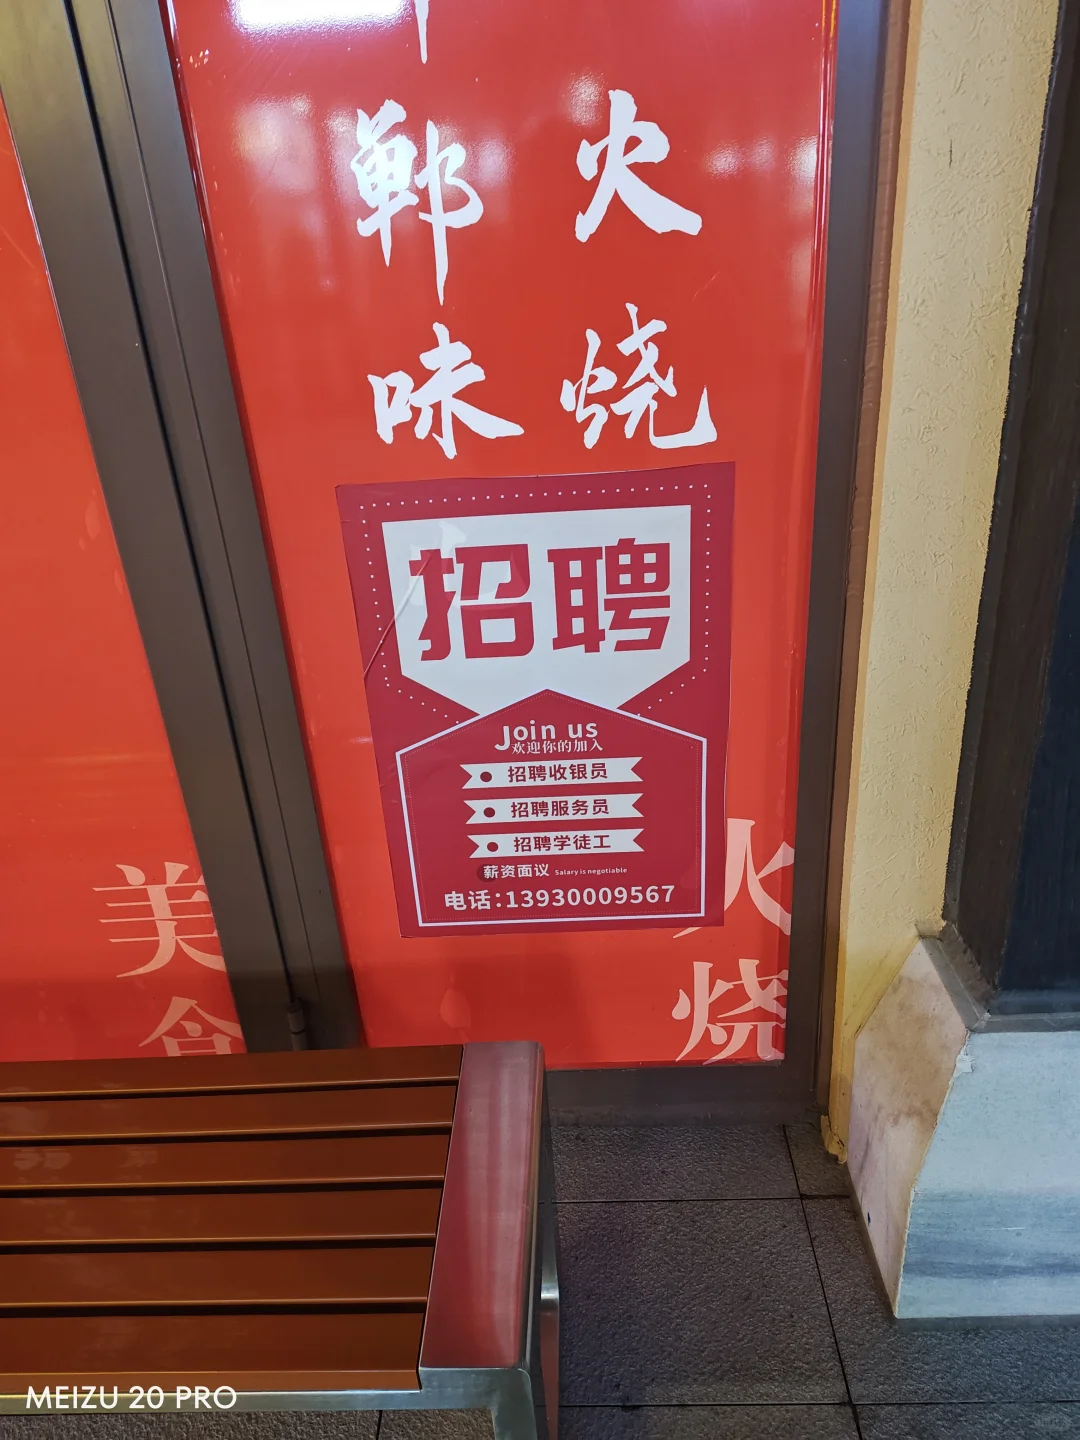 郸味
火烧
招聘
Join us
欢迎你的加入
招聘收银员
招聘服务员
招聘学徒工
薪资面议 Salary is negotiable
电话:13930009567
火烧
美食
MEIZU 20 PRO